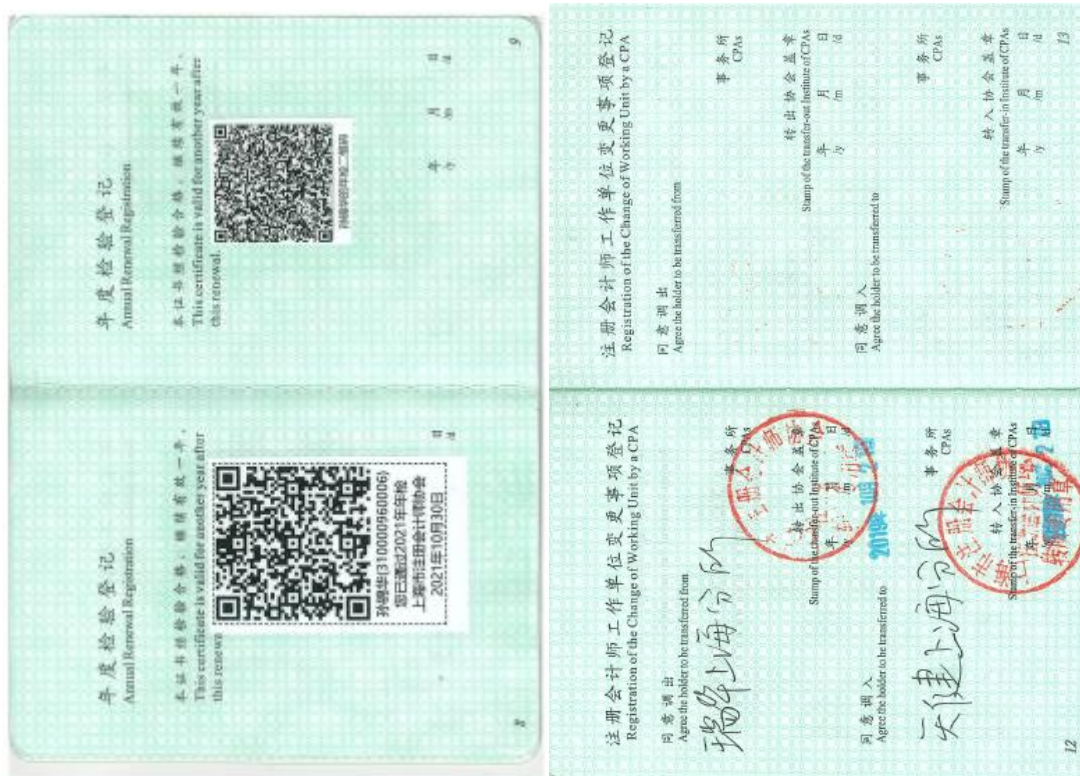 年度检验登记
Annual Renewal Registration
本证书经检验合格，继续有效一年。
This certificate is valid for another year after
this renewa
(310000960006)
您已通过2021年年检
上海市注册会计师协会
2021年10月30日
日
/d
8
年度检验登记
Annual Renewal Registration
本证书经检验合格，继续有效一年。
This certificate is valid for another year after
this renewal.
年 月 日
/y /m /d
9
注册会计师工作单位变更事项登记
Registration of the Change of Working Unit by a CPA
同意调出
Agree the holder to be transferred from
瑞华上海分所
事务所
CPAs
转出协会盖章
Stamp of the transfer-out Institute of CPAs
年 月 日
/y /m /d
同意调入
Agree the holder to be transferred to
天健上海分所
事务所
CPAs
转入协会盖章
Stamp of the transfer-in Institute of CPAs
12
注册会计师工作单位变更事项登记
Registration of the Change of Working Unit by a CPA
同意调出
Agree the holder to be transferred from
事务所
CPAs
转出协会盖章
Stamp of the transfer-out Institute of CPAs
年 月 日
/y /m /d
同意调入
Agree the holder to be transferred to
事务所
CPAs
转入协会盖章
Stamp of the transfer-in Institute of CPAs
年 月 日
/y /m /d
13